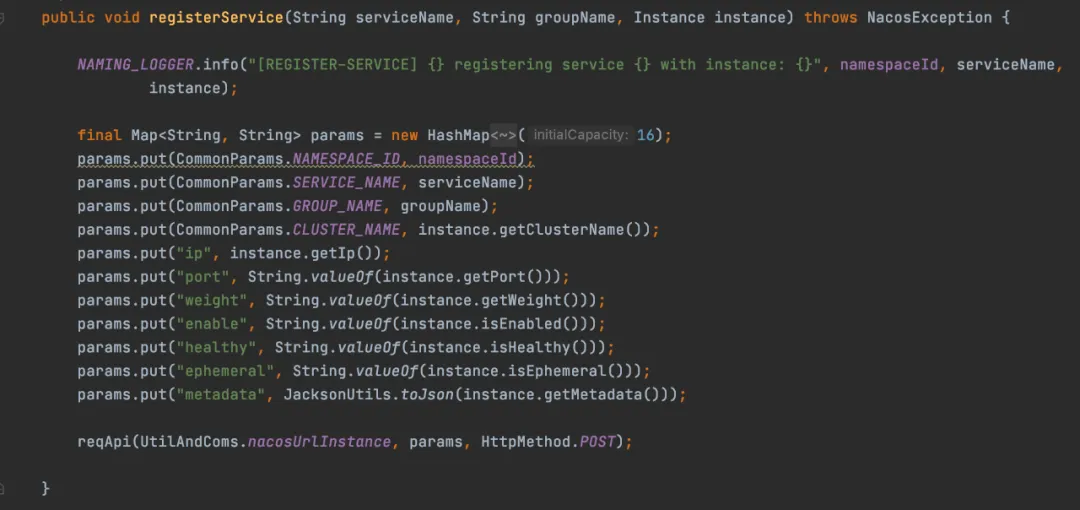 public void registerService(String serviceName, String groupName, Instance instance) throws NacosException {
NAMING_LOGGER.info("[REGISTER-SERVICE] {} registering service {} with instance: {}", namespaceId, serviceName,
instance);
final Map<String, String> params = new HashMap<~>( initialCapacity: 16);
params.put(CommonParams.NAMESPACE_ID, namespaceId);
params.put(CommonParams.SERVICE_NAME, serviceName);
params.put(CommonParams.GROUP_NAME, groupName);
params.put(CommonParams.CLUSTER_NAME, instance.getClusterName());
params.put("ip", instance.getIp());
params.put("port", String.valueOf(instance.getPort()));
params.put("weight", String.valueOf(instance.getWeight()));
params.put("enable", String.valueOf(instance.isEnabled()));
params.put("healthy", String.valueOf(instance.isHealthy()));
params.put("ephemeral", String.valueOf(instance.isEphemeral()));
params.put("metadata", JacksonUtils.toJson(instance.getMetadata()));
reqApi(UtilAndComs.nacosUrlInstance, params, HttpMethod.POST);
}